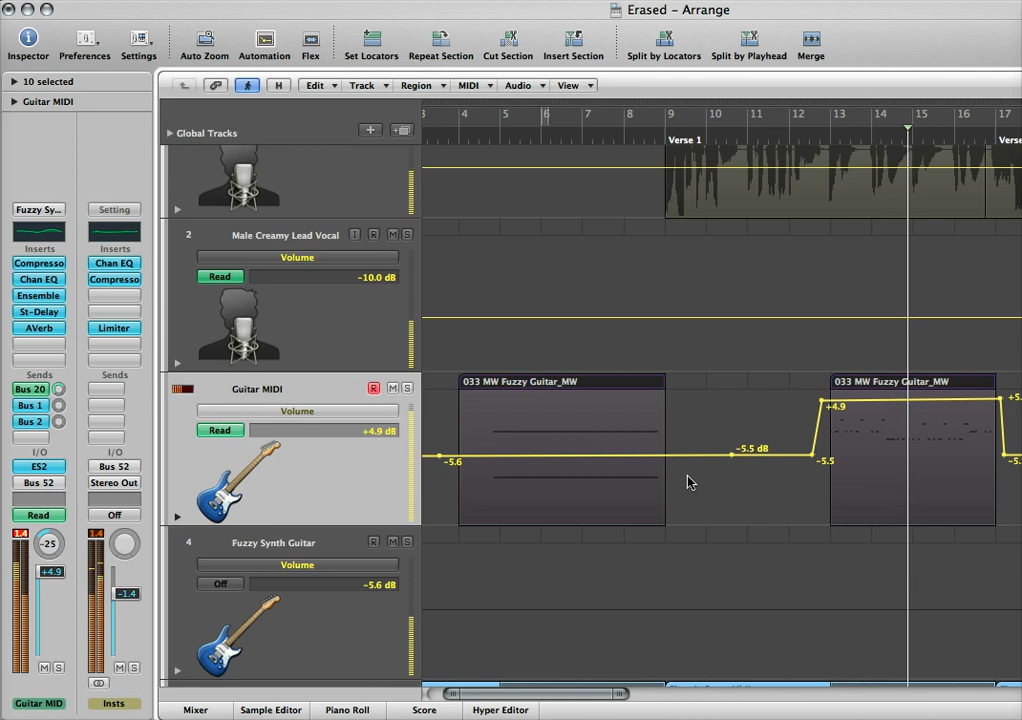 Erased – Arrange
Inspector Preferences Settings Auto Zoom Automation Flex Set Locators Repeat Section Cut Section Insert Section Split by Locators Split by Playhead Merge
10 selected
H Edit Track Region MIDI Audio View
Guitar MIDI
3 4 5 6 7 8 9 10 11 12 13 14 15 16 17
Global Tracks
Verse 1 Verse
Fuzzy Sy... Setting
2 Male Creamy Lead Vocal I R M S
Inserts Inserts
Volume
Compresso Chan EQ
Read -10.0 dB
Chan EQ Compresso
Ensemble
St-Delay
AVerb Limiter
Sends Sends
Guitar MIDI R M S
033 MW Fuzzy Guitar_MW 033 MW Fuzzy Guitar_MW
Bus 20
Bus 1
Volume
+4.9 +5.
Bus 2
Read +4.9 dB
I/O I/O
-5.6 -5.5 dB -5.5 -5.
ES2 Bus 52
Bus 52 Stereo Out
Read Off
1.4 1.4
-25
4 Fuzzy Synth Guitar R M S
Volume
+4.9
Off -5.6 dB
-1.4
M S M S
Guitar MID Insts
Mixer Sample Editor Piano Roll Score Hyper Editor